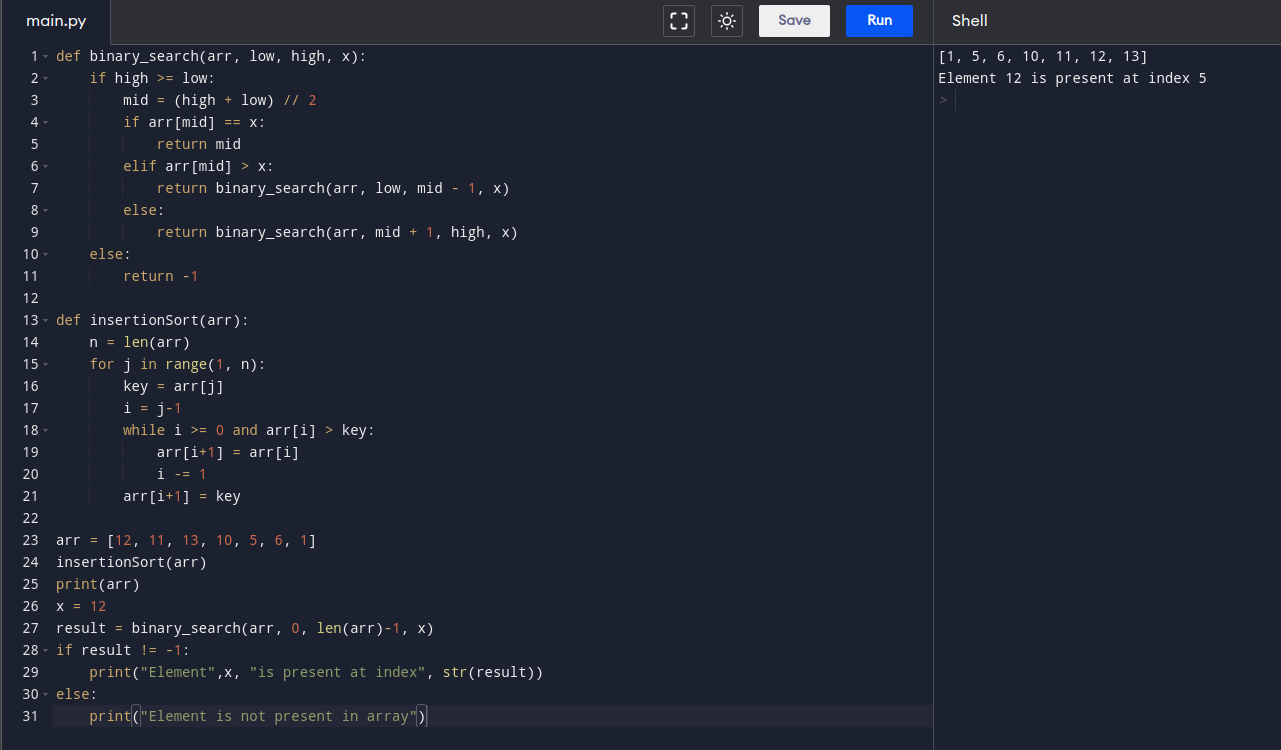 main.py
Save
Run
Shell
1 def binary_search(arr, low, high, x):
2     if high >= low:
3         mid = (high + low) // 2
4         if arr[mid] == x:
5             return mid
6         elif arr[mid] > x:
7             return binary_search(arr, low, mid - 1, x)
8         else:
9             return binary_search(arr, mid + 1, high, x)
10     else:
11         return -1
12
13 def insertionSort(arr):
14     n = len(arr)
15     for j in range(1, n):
16         key = arr[j]
17         i = j-1
18         while i >= 0 and arr[i] > key:
19             arr[i+1] = arr[i]
20             i -= 1
21         arr[i+1] = key
22
23 arr = [12, 11, 13, 10, 5, 6, 1]
24 insertionSort(arr)
25 print(arr)
26 x = 12
27 result = binary_search(arr, 0, len(arr)-1, x)
28 if result != -1:
29     print("Element",x, "is present at index", str(result))
30 else:
31     print("Element is not present in array")
[1, 5, 6, 10, 11, 12, 13]
Element 12 is present at index 5
>